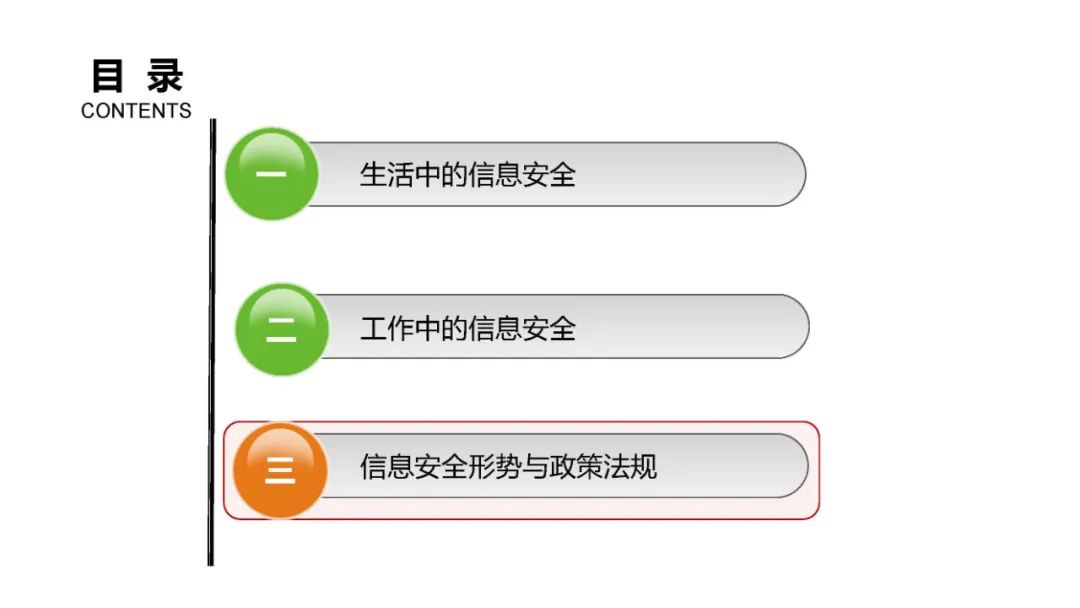 目 录
CONTENTS
一
生活中的信息安全
二
工作中的信息安全
三
信息安全形势与政策法规